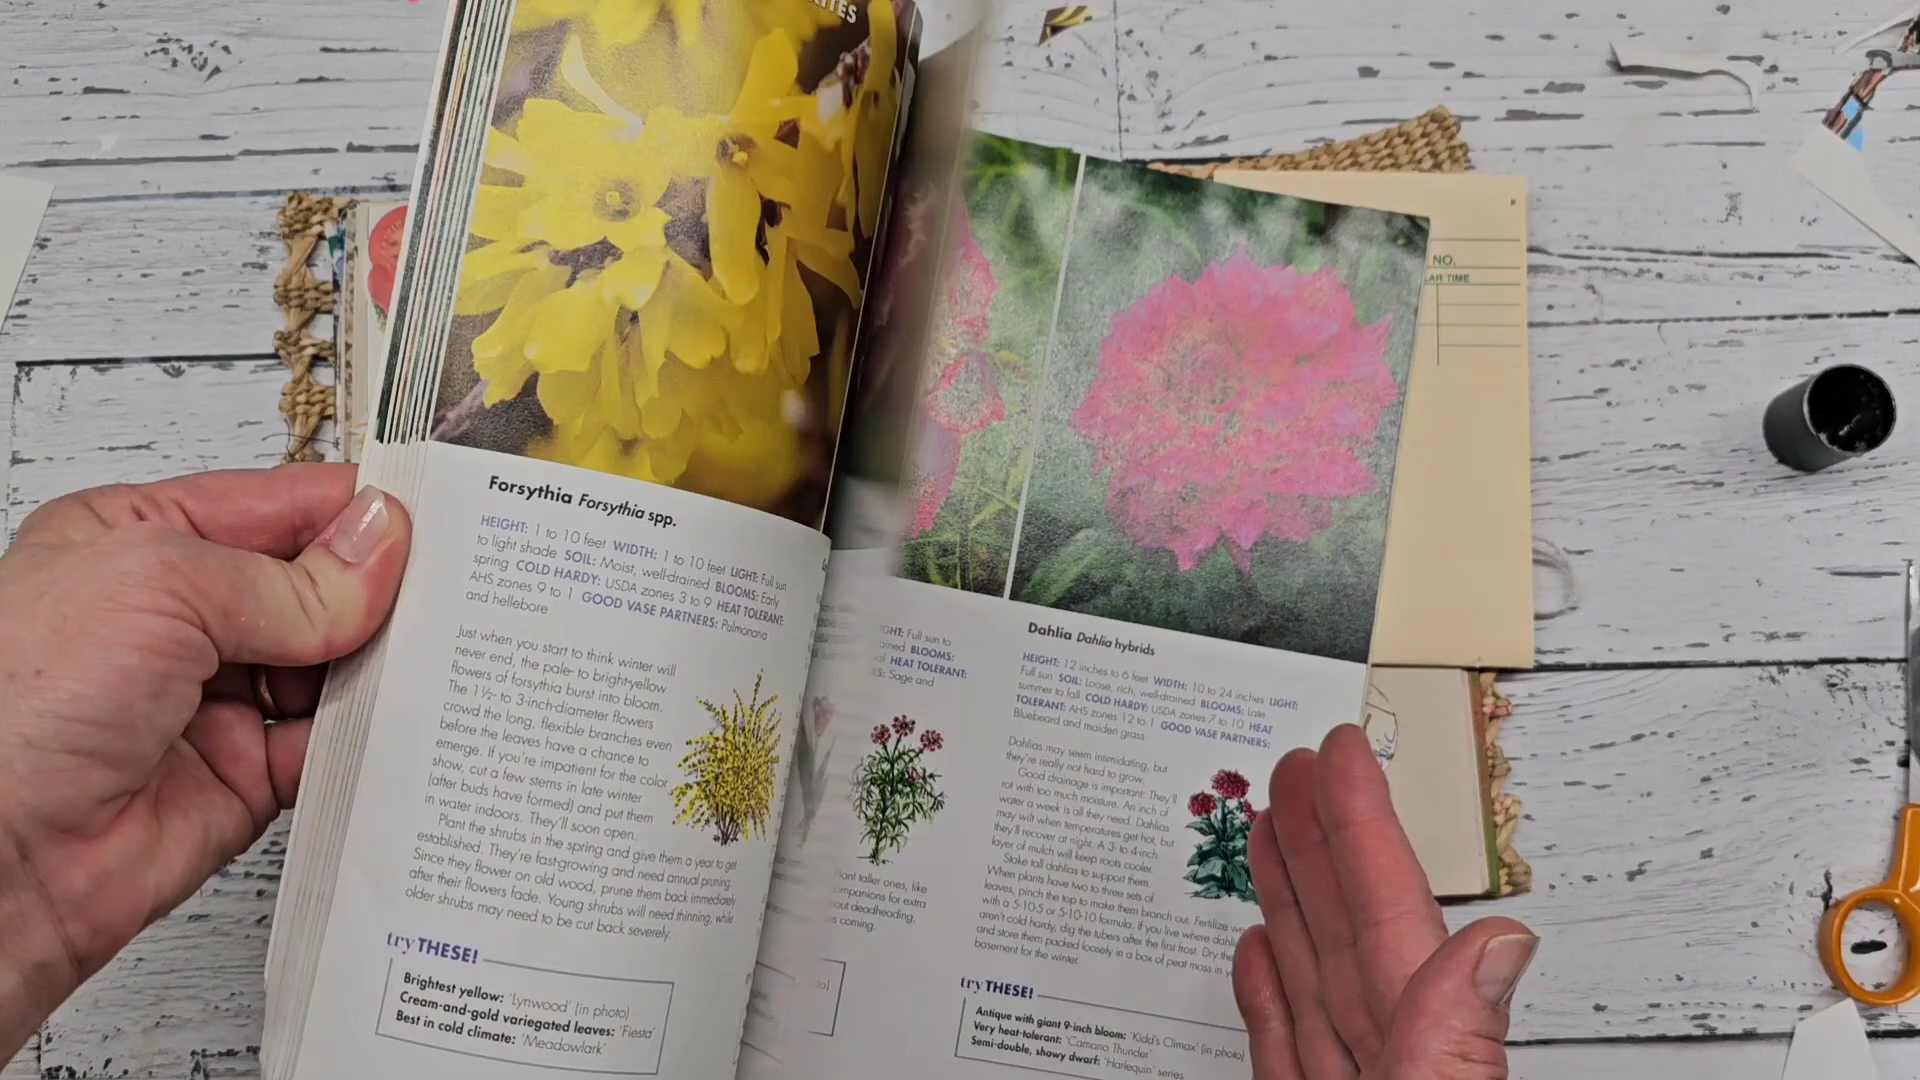 Forsythia Forsythia spp.
HEIGHT: 1 to 10 feet WIDTH: 1 to 10 feet LIGHT: Full sun
to light shade SOIL: Moist, well-drained BLOOMS: Early
spring COLD HARDY: USDA zones 3 to 9 HEAT TOLERANT:
AHS zones 9 to 1 GOOD VASE PARTNERS: Pulmonaria
and hellebore
Just when you start to think winter will
never end, the pale- to bright-yellow
flowers of forsythia burst into bloom.
The 1½- to 3-inch-diameter flowers
crowd the long, flexible branches even
before the leaves have a chance to
emerge. If you're impatient for the color
show, cut a few stems in late winter
(after buds have formed) and put them
in water indoors. They'll soon open.
Plant the shrubs in the spring and give them a year to get
established. They're fast-growing and need annual pruning.
Since they flower on old wood, prune them back immediately
after their flowers fade. Young shrubs will need thinning, while
older shrubs may need to be cut back severely.
try THESE!
Brightest yellow: 'Lynwood' (in photo)
Cream-and-gold variegated leaves: 'Fiesta'
Best in cold climate: 'Meadowlark'
Full sun to
BLOOMS:
HEAT TOLERANT:
Sage and
Plant taller ones, like
companions for extra
deadheading,
coming.
Dahlia Dahlia hybrids
HEIGHT: 12 inches to 6 feet WIDTH: 10 to 24 inches LIGHT:
Full sun SOIL: Loose, rich, well-drained BLOOMS: Late
summer to fall COLD HARDY: USDA zones 7 to 10 HEAT
TOLERANT: AHS zones 12 to 1 GOOD VASE PARTNERS:
Bluebeard and maiden grass
Dahlias may seem intimidating, but
they're really not hard to grow.
Good drainage is important: They'll
rot with too much moisture. An inch of
water a week is all they need. Dahlias
may wilt when temperatures get hot, but
they'll recover at night. A 3- to 4-inch
layer of mulch will keep roots cooler.
Stake tall dahlias to support them.
When plants have two to three sets of
leaves, pinch the top to make them branch out. Fertilize
with a 5-10-5 or 5-10-10 formula. If you live where
aren't cold hardy, dig the tubers after the first frost. Dry
and store them packed loosely in a box of peat moss in
basement for the winter.
try THESE!
Antique with giant 9-inch bloom: 'Kidd's Climax' (in photo)
Very heat-tolerant: 'Camano Thunder'
Semi-double, showy dwarf: 'Harlequin' series
NO.
TIME